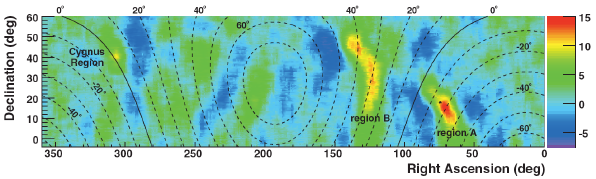 0° 20° 40° 60° 40° 20° 0°
60
50
40
30
20
10
0
Declination (deg)
Cygnus
Region
-20°
-40°
region B
region A
-20°
-40°
-60°
350 300 250 200 150 100 50 0
Right Ascension (deg)
15
10
5
0
-5